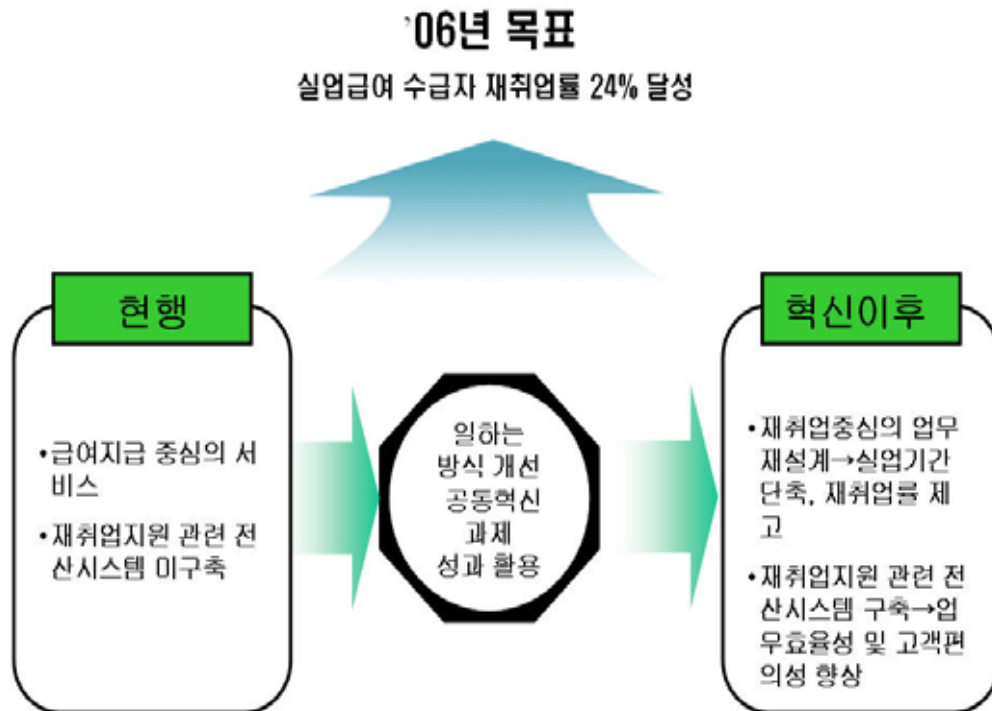 '06년 목표
실업급여 수급자 재취업률 24% 달성
현행
•급여지급 중심의 서
비스
•재취업지원 관련 전
산시스템 미구축
일하는
방식 개선
공동혁신
과제
성과 활용
혁신이후
•재취업중심의 업무
재설계→실업기간
단축, 재취업률 제
고
•재취업지원 관련 전
산시스템 구축→업
무효율성 및 고객편
의성 향상